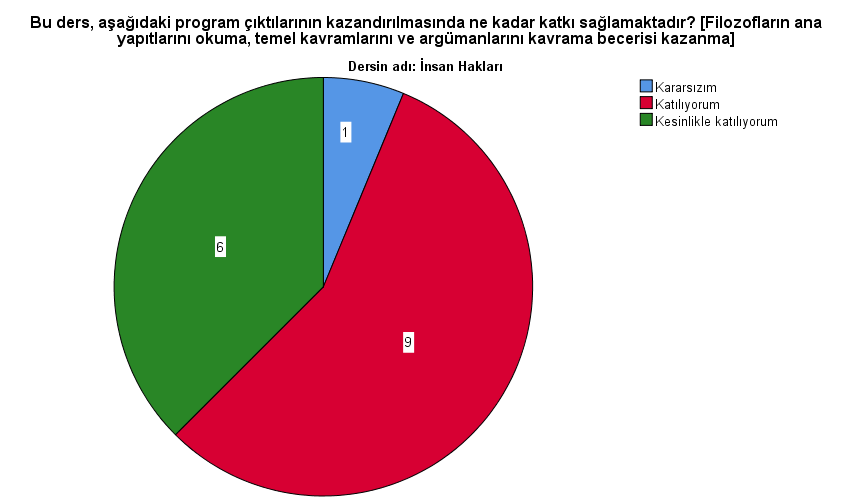 Bu ders, aşağıdaki program çıktılarının kazandırılmasında ne kadar katkı sağlamaktadır? [Filozofların ana
yapıtlarını okuma, temel kavramlarını ve argümanlarını kavrama becerisi kazanma]
Dersin adı: İnsan Hakları
Kararsızım
Katılıyorum
Kesinlikle katılıyorum
1
6
9